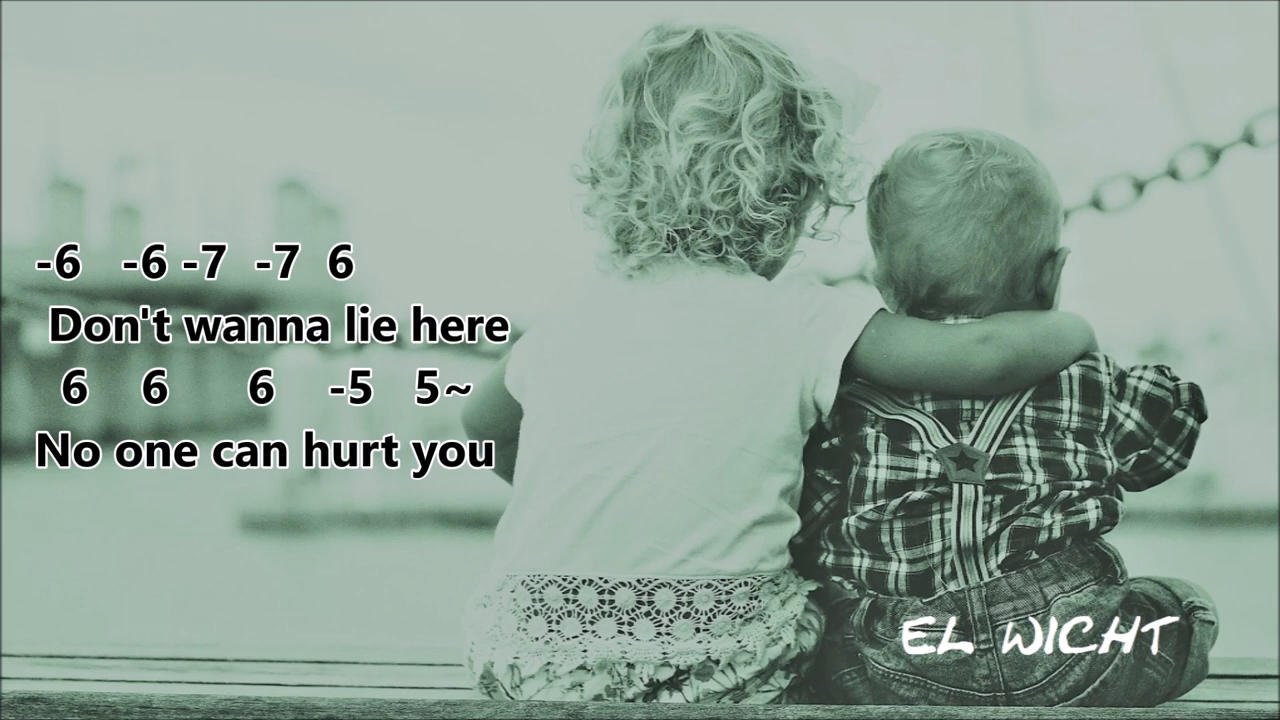 -6 -6 -7 -7 6
Don't wanna lie here
6 6 6 -5 5~
No one can hurt you
EL WICHT